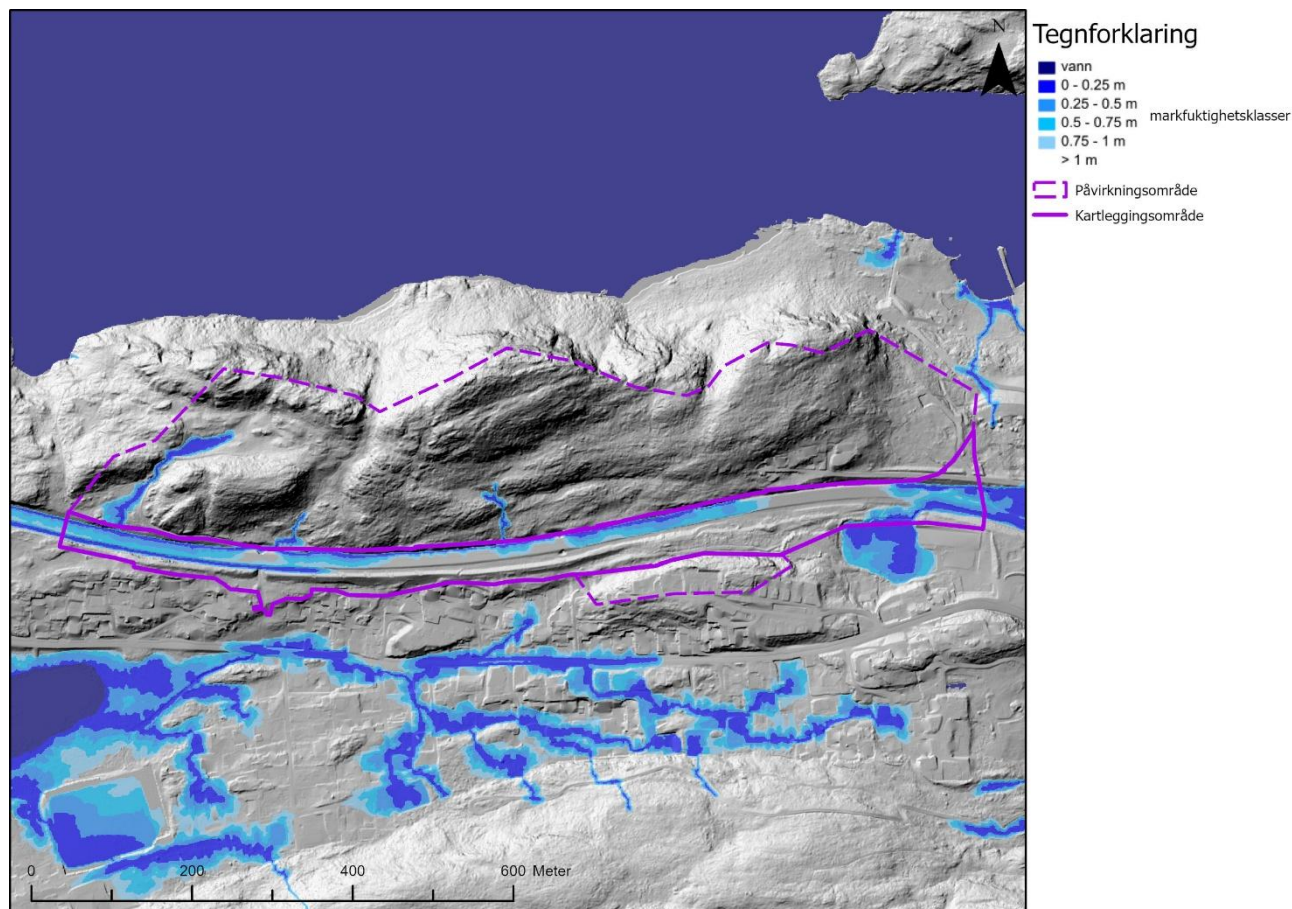 N
Tegnforklaring
vann
0 - 0.25 m
0.25 - 0.5 m
0.5 - 0.75 m
markfuktighetsklasser
0.75 - 1 m
> 1 m
Påvirkningsområde
Kartleggingsområde
0 200 400 600 Meter